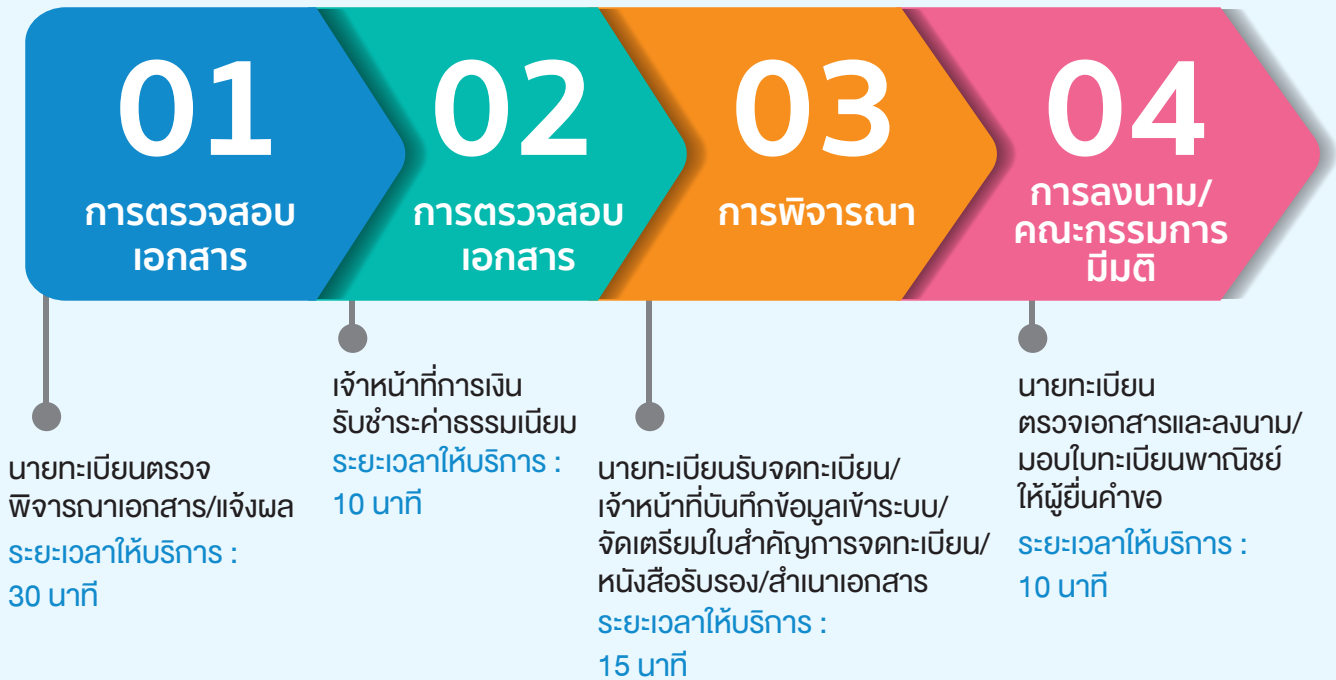 01
การตรวจสอบ
เอกสาร
02
การตรวจสอบ
เอกสาร
03
การพิจารณา
04
การลงนาม/
คณะกรรมการ
มีมติ
นายทะเบียนตรวจ
พิจารณาเอกสาร/แจ้งผล
ระยะเวลาให้บริการ :
30 นาที
เจ้าหน้าที่การเงิน
รับชำระค่าธรรมเนียม
ระยะเวลาให้บริการ :
10 นาที
นายทะเบียนรับจดทะเบียน/
เจ้าหน้าที่บันทึกข้อมูลเข้าระบบ/
จัดเตรียมใบสำคัญการจดทะเบียน/
หนังสือรับรอง/สำเนาเอกสาร
ระยะเวลาให้บริการ :
15 นาที
นายทะเบียน
ตรวจเอกสารและลงนาม/
มอบใบทะเบียนพาณิชย์
ให้ผู้ยื่นคำขอ
ระยะเวลาให้บริการ :
10 นาที